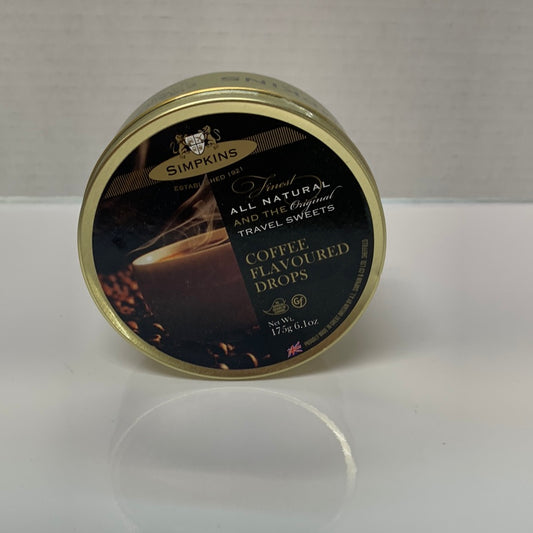 SIMPKINS
ESTABLISHED 1921
Finest
ALL NATURAL
AND THE Original
TRAVEL SWEETS
COFFEE
FLAVOURED
DROPS
Gf
Net Wt.
175g 6.1oz